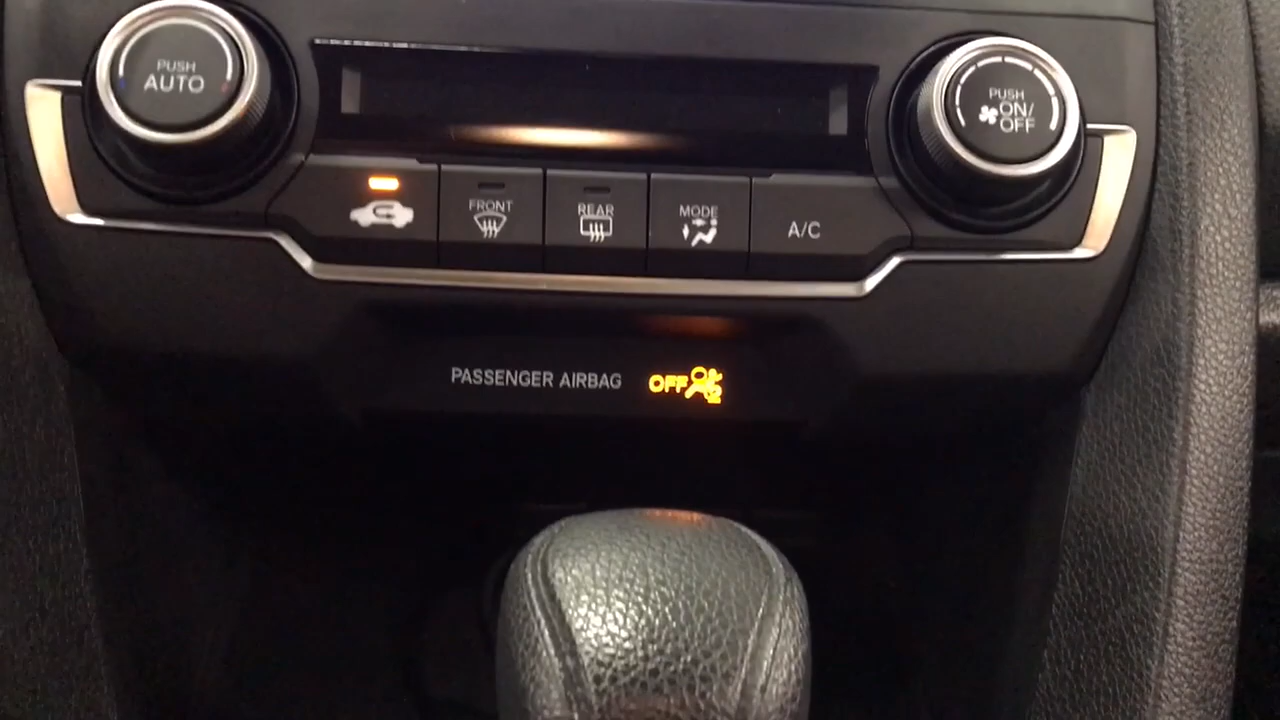 PUSH
AUTO
PUSH
ON/
OFF
FRONT
REAR
MODE
A/C
PASSENGER AIRBAG OFF